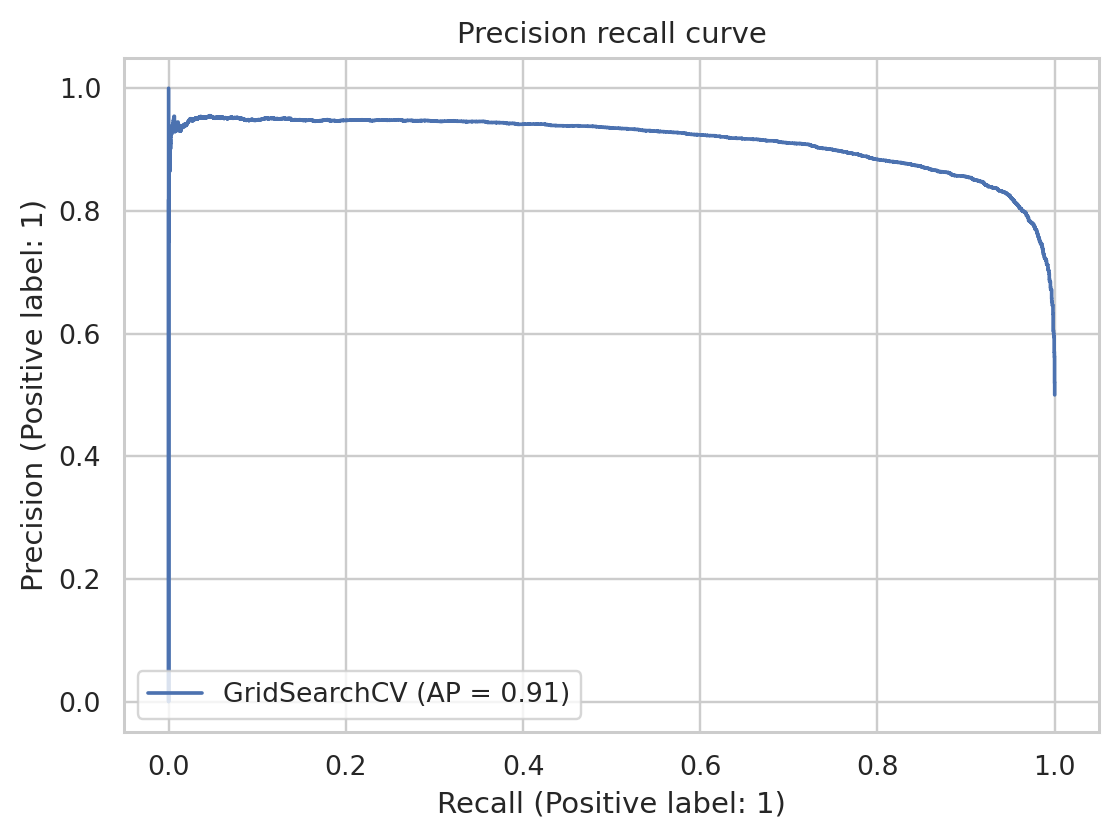 Precision recall curve
Precision (Positive label: 1)
1.0
0.8
0.6
0.4
0.2
0.0
GridSearchCV (AP = 0.91)
0.0 0.2 0.4 0.6 0.8 1.0
Recall (Positive label: 1)